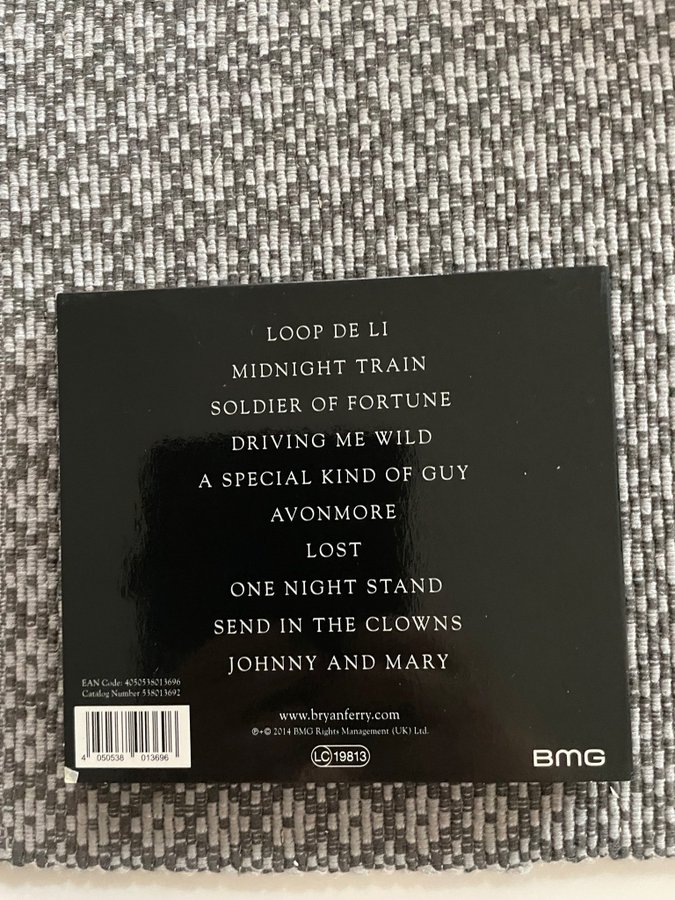 LOOP DE LI
MIDNIGHT TRAIN
SOLDIER OF FORTUNE
DRIVING ME WILD
A SPECIAL KIND OF GUY
AVONMORE
LOST
ONE NIGHT STAND
SEND IN THE CLOWNS
JOHNNY AND MARY
EAN Code: 4050538013696
Catalog Number 538013692
4 050538 013696
www.bryanferry.com
℗+© 2014 BMG Rights Management (UK) Ltd.
LC 19813
BMG